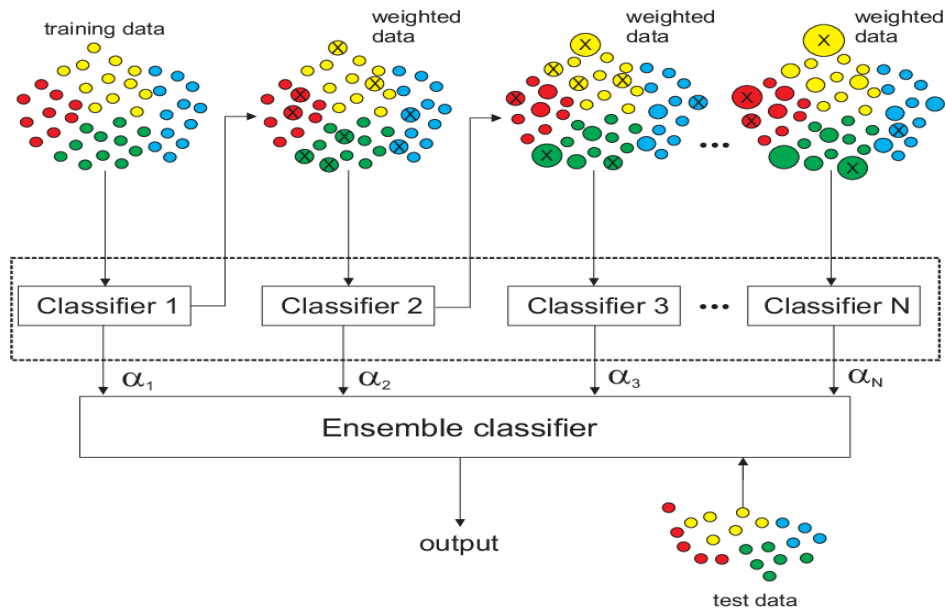 training data
weighted
data
weighted
data
weighted
data
X X X X X X X X X
X X X X X X X X
X X X X X
...
Classifier 1
Classifier 2
Classifier 3
...
Classifier N
α1
α2
α3
αN
Ensemble classifier
output
test data